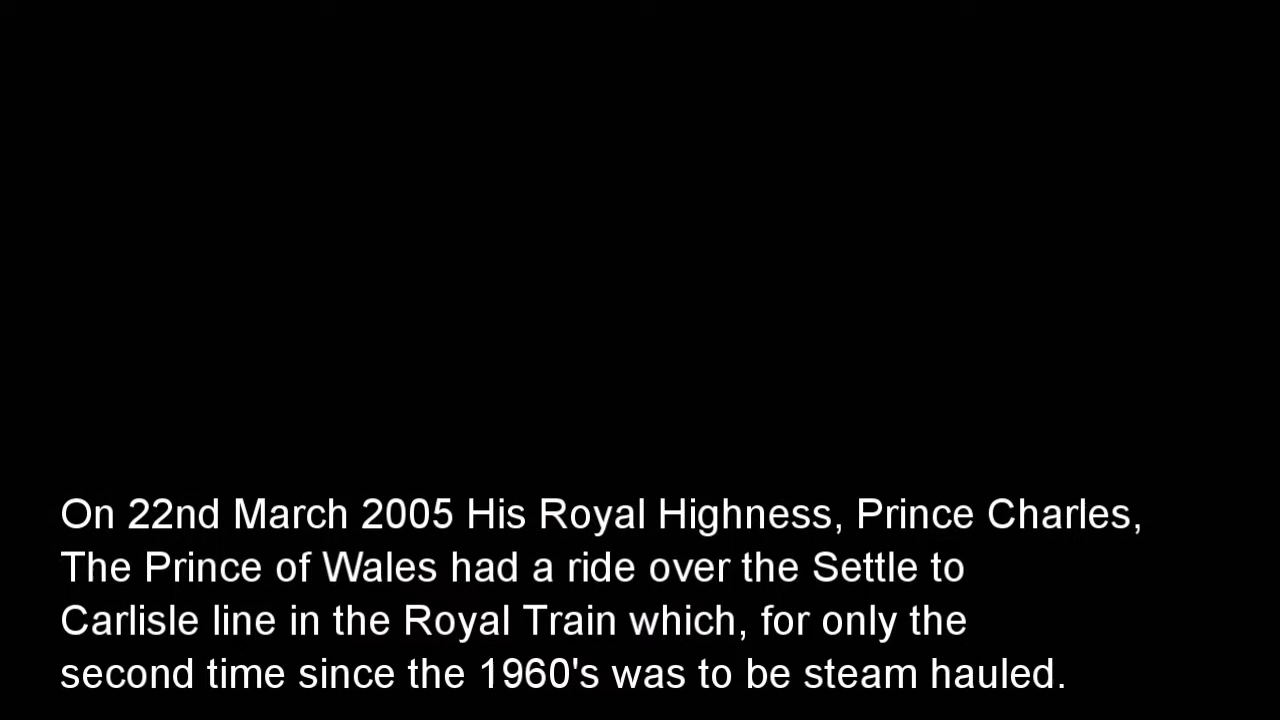 On 22nd March 2005 His Royal Highness, Prince Charles,
The Prince of Wales had a ride over the Settle to
Carlisle line in the Royal Train which, for only the
second time since the 1960's was to be steam hauled.